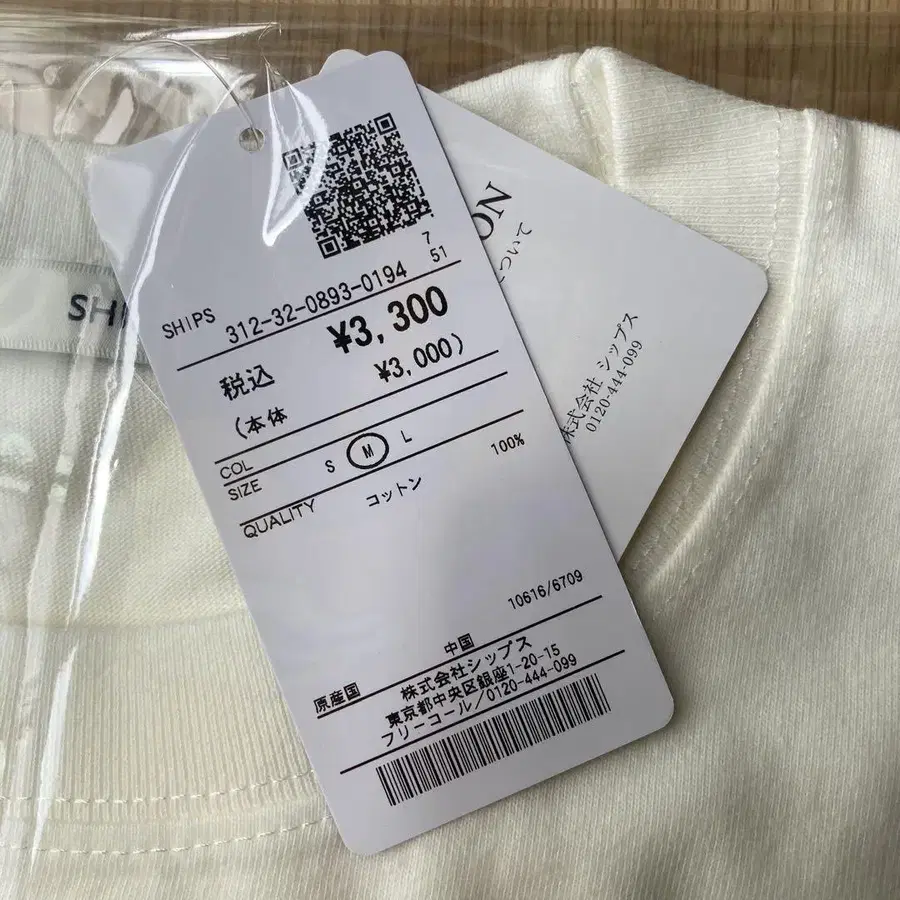 7
51
SHIPS 312-32-0893-0194
税込 ¥3,300
(本体 ¥3,000)
COL
SIZE S M L
QUALITY コットン 100%
10616/6709
原産国 中国
株式会社シップス
東京都中央区銀座1-20-15
フリーコール/0120-444-099
ON
ついて
株式会社 シップス
0120-444-099
SHI